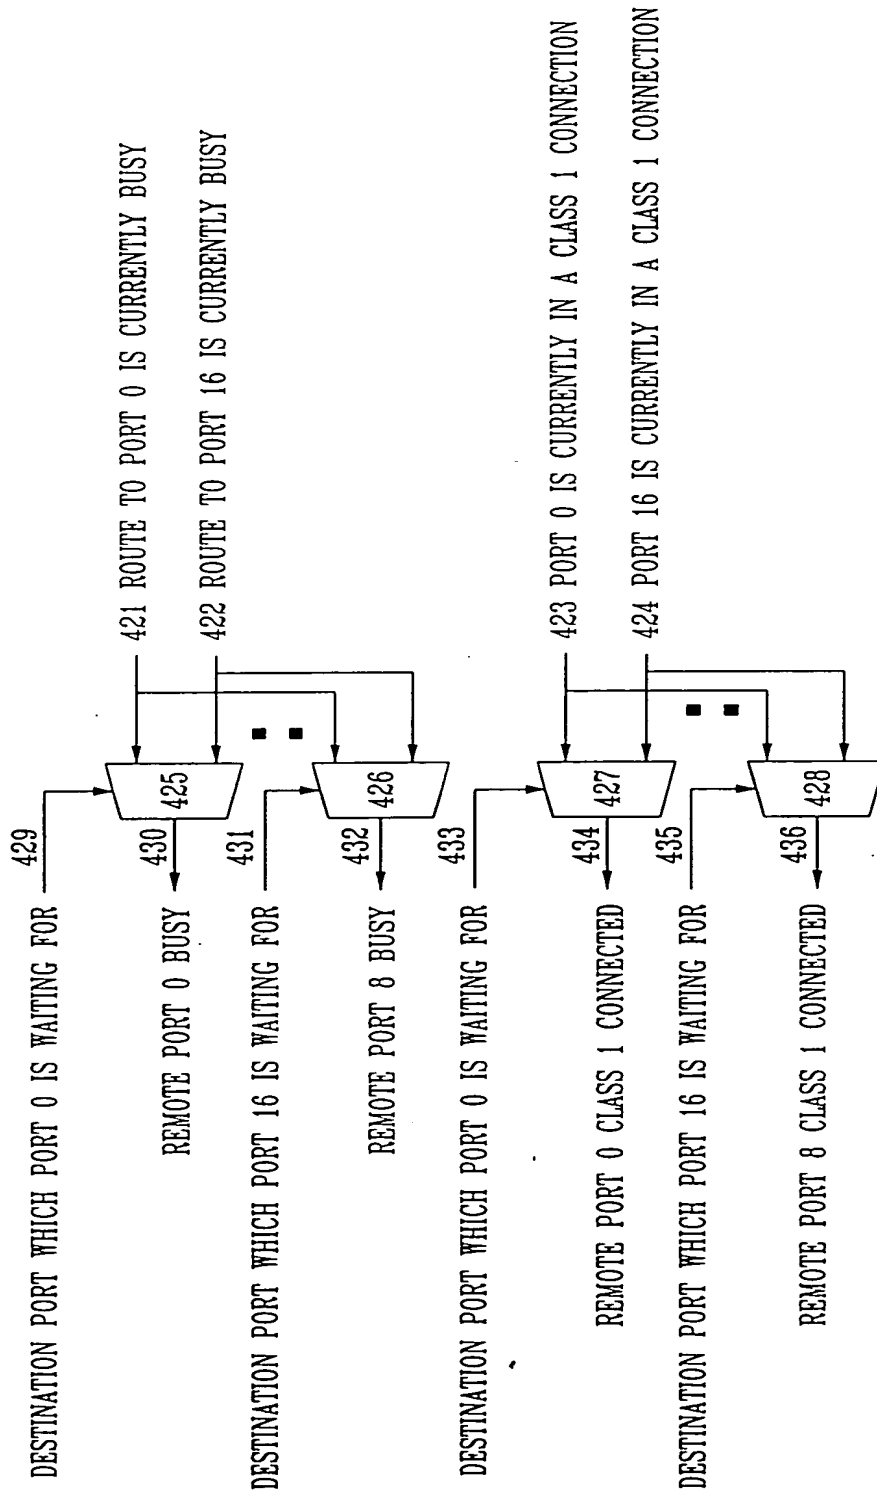 421 ROUTE TO PORT 0 IS CURRENTLY BUSY
422 ROUTE TO PORT 16 IS CURRENTLY BUSY
423 PORT 0 IS CURRENTLY IN A CLASS 1 CONNECTION
424 PORT 16 IS CURRENTLY IN A CLASS 1 CONNECTION
425
426
427
428
429
430
431
432
433
434
435
436
DESTINATION PORT WHICH PORT 0 IS WAITING FOR
REMOTE PORT 0 BUSY
DESTINATION PORT WHICH PORT 16 IS WAITING FOR
REMOTE PORT 8 BUSY
DESTINATION PORT WHICH PORT 0 IS WAITING FOR
REMOTE PORT 0 CLASS 1 CONNECTED
DESTINATION PORT WHICH PORT 16 IS WAITING FOR
REMOTE PORT 8 CLASS 1 CONNECTED